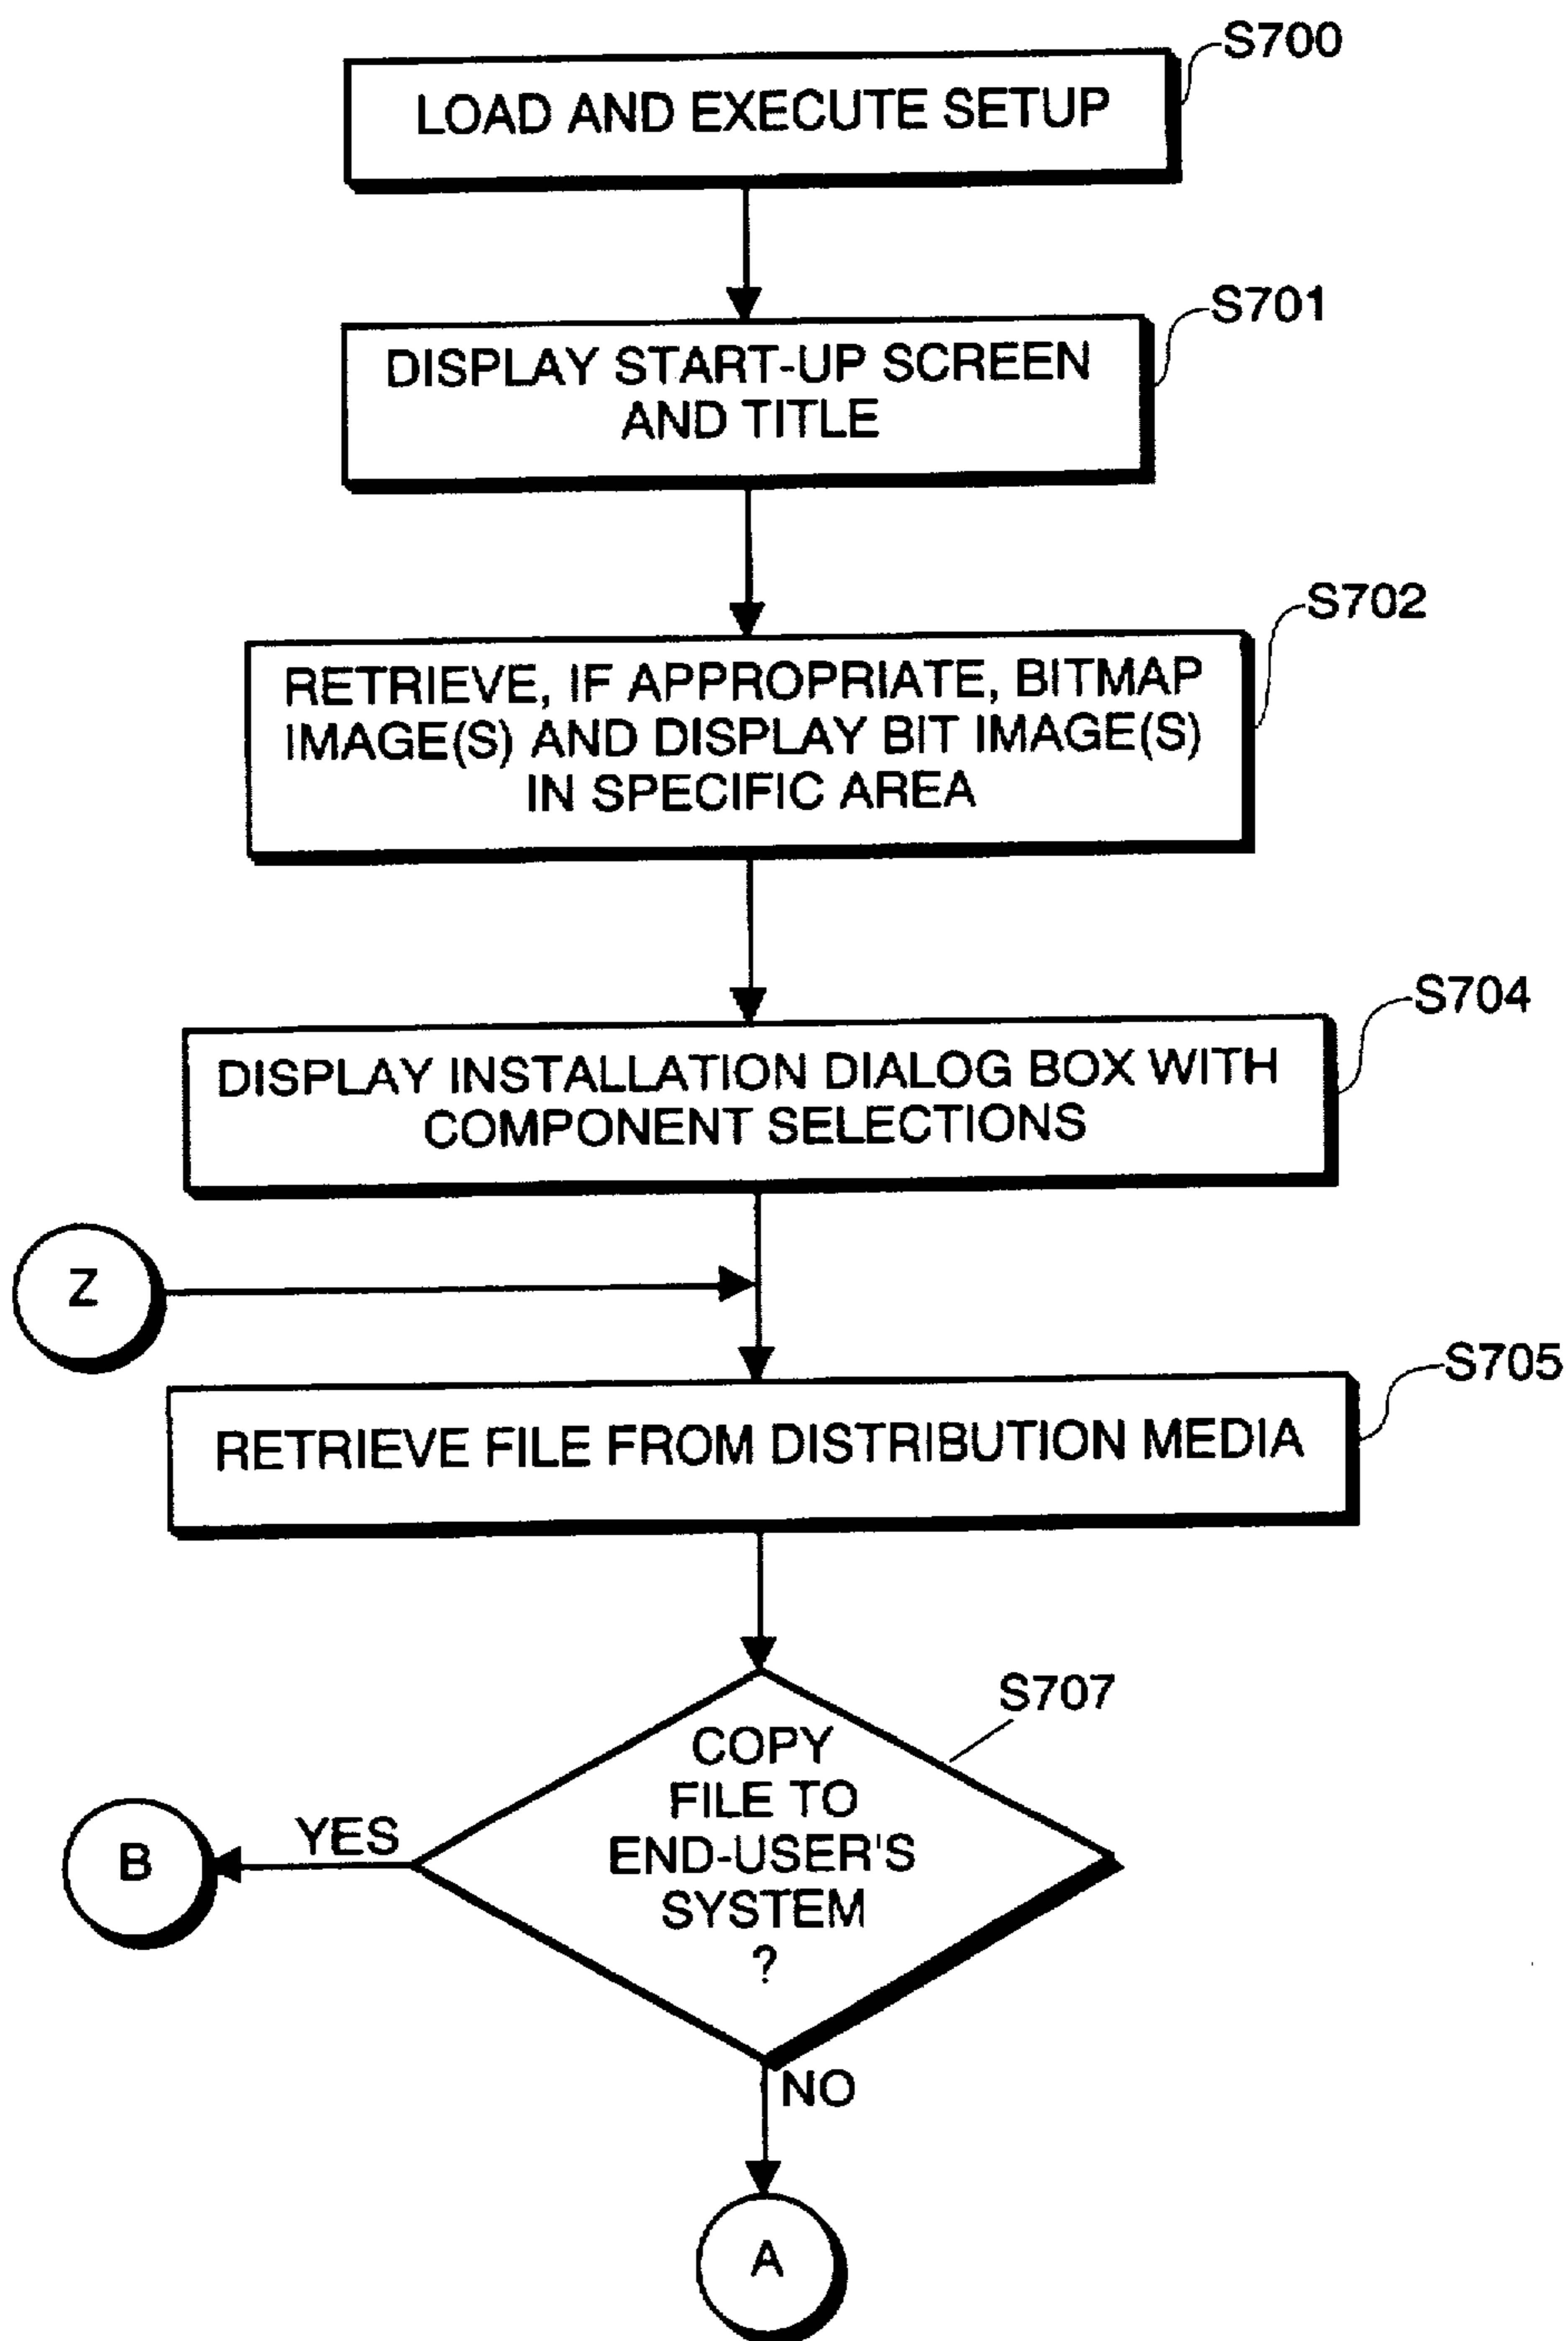 S700
LOAD AND EXECUTE SETUP
S701
DISPLAY START-UP SCREEN
AND TITLE
S702
RETRIEVE, IF APPROPRIATE, BITMAP
IMAGE(S) AND DISPLAY BIT IMAGE(S)
IN SPECIFIC AREA
S704
DISPLAY INSTALLATION DIALOG BOX WITH
COMPONENT SELECTIONS
Z
S705
RETRIEVE FILE FROM DISTRIBUTION MEDIA
S707
COPY
FILE TO
END-USER'S
SYSTEM
?
YES
B
NO
A